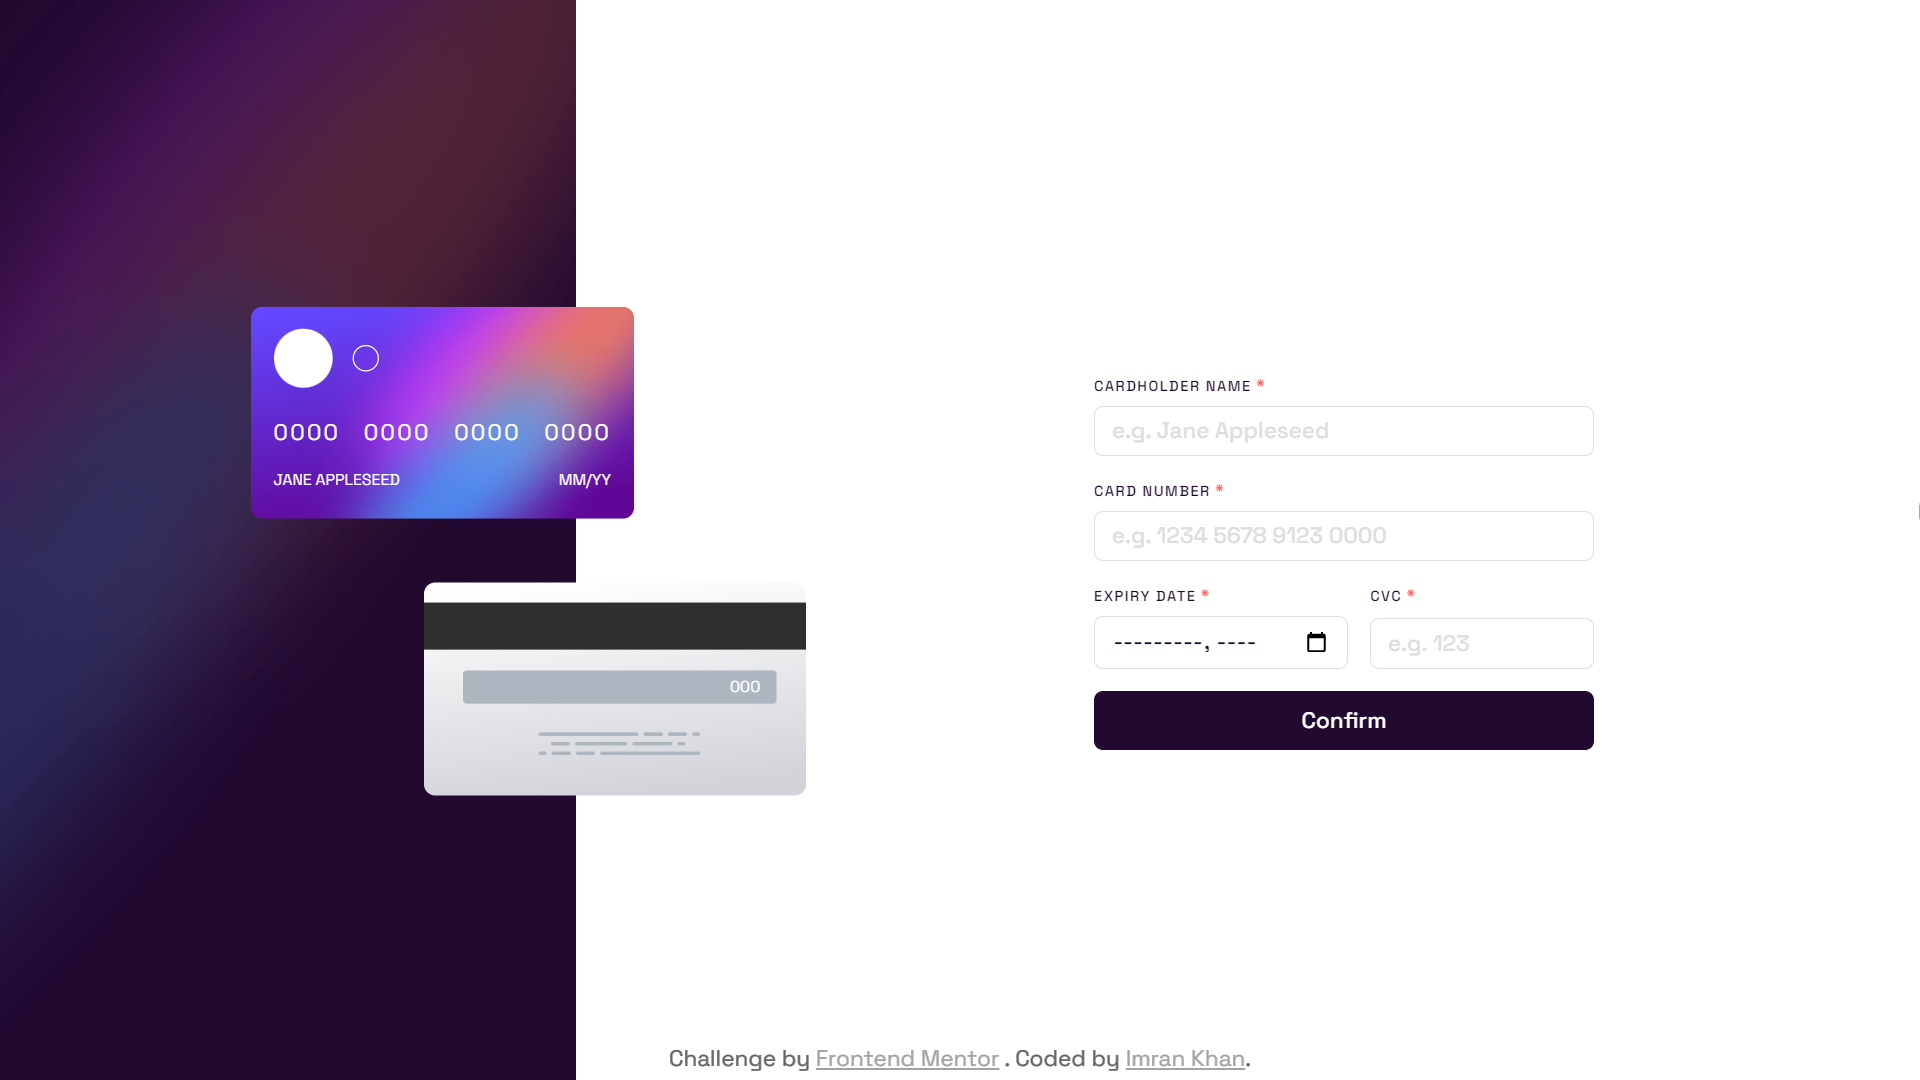 0000 0000 0000 0000
JANE APPLESEED MM/YY
000
CARDHOLDER NAME *
e.g. Jane Appleseed
CARD NUMBER *
e.g. 1234 5678 9123 0000
EXPIRY DATE * CVC *
---------, ---- e.g. 123
Confirm
Challenge by Frontend Mentor . Coded by Imran Khan.